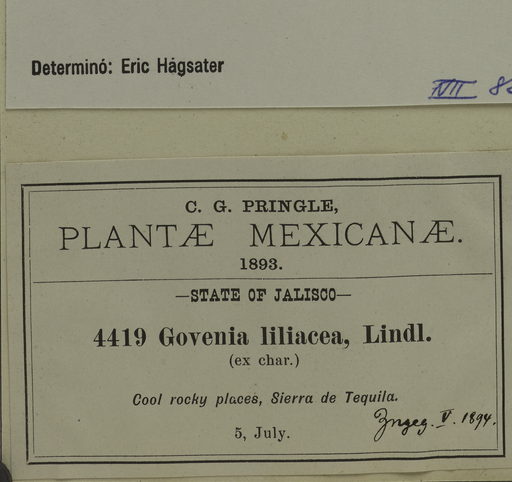 Determinó: Eric Hágsater
C. G. PRINGLE,
PLANTÆ MEXICANÆ.
1893.
—STATE OF JALISCO—
4419 Govenia liliacea, Lindl.
(ex char.)
Cool rocky places, Sierra de Tequila.
5, July.
V. 1894.